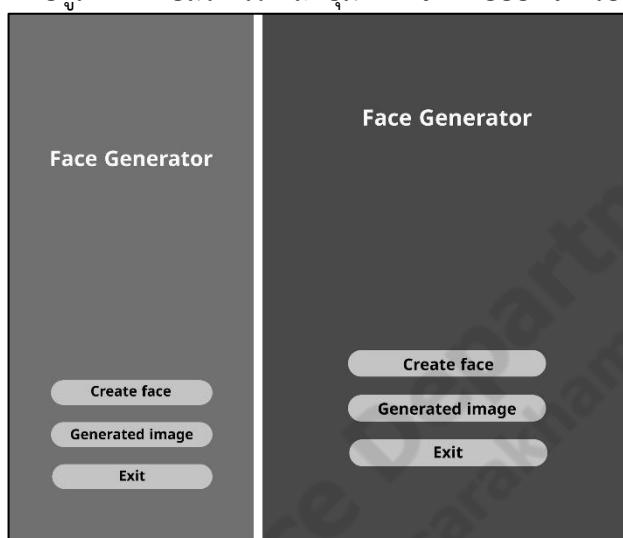 Face Generator
Create face
Generated image
Exit
Face Generator
Create face
Generated image
Exit